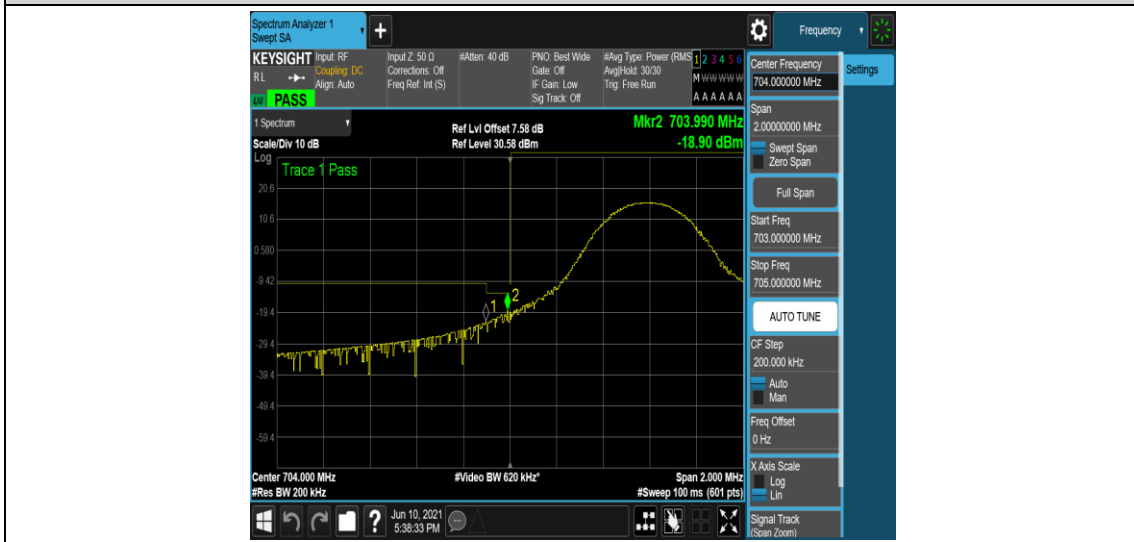 Spectrum Analyzer 1
Swept SA
+
Frequency
KEYSIGHT Input: RF Input Z: 50 Ω #Atten: 40 dB PNO: Best Wide #Avg Type: Power (RMS 1 2 3 4 5 6
RL Coupling: DC Corrections: Off Gate: Off Avg|Hold: 30/30 M W W W W W
Align: Auto Freq Ref: Int (S) IF Gain: Low Trig: Free Run
Sig Track: Off A A A A A A
LXI PASS
1 Spectrum
Scale/Div 10 dB
Ref Lvl Offset 7.58 dB
Ref Level 30.58 dBm
Mkr2 703.990 MHz
-18.90 dBm
Log
Trace 1 Pass
20.6
10.6
0.580
-9.42
-19.4
-29.4
-39.4
-49.4
-59.4
1
2
Center 704.000 MHz #Video BW 620 kHz* Span 2.000 MHz
#Res BW 200 kHz #Sweep 100 ms (601 pts)
Center Frequency
704.000000 MHz
Settings
Span
2.00000000 MHz
Swept Span
Zero Span
Full Span
Start Freq
703.000000 MHz
Stop Freq
705.000000 MHz
AUTO TUNE
CF Step
200.000 kHz
Auto
Man
Freq Offset
0 Hz
X Axis Scale
Log
Lin
Signal Track
(Span Zoom)
?
Jun 10, 2021
5:38:33 PM